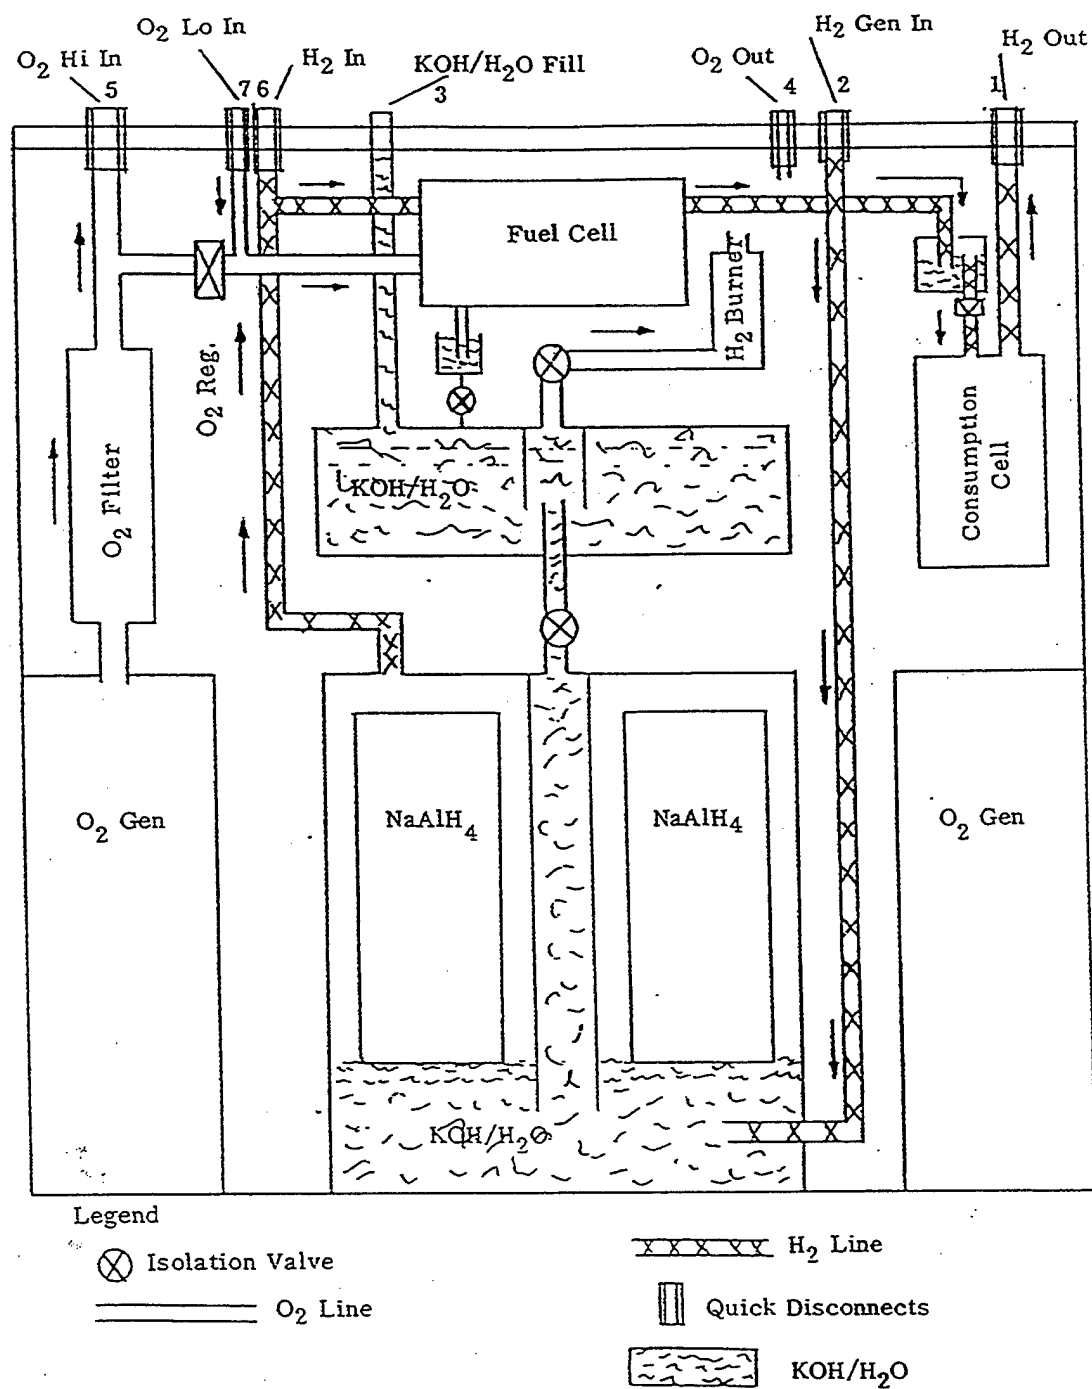 O2 Hi In
5
O2 Lo In
7 6
H2 In
KOH/H2O Fill
3
O2 Out
4
H2 Gen In
2
H2 Out
1
Fuel Cell
H2 Burner
O2 Reg.
O2 Filter
KOH/H2O
Consumption
Cell
O2 Gen
NaAlH4
NaAlH4
O2 Gen
KOH/H2O
Legend
Isolation Valve
O2 Line
H2 Line
Quick Disconnects
KOH/H2O